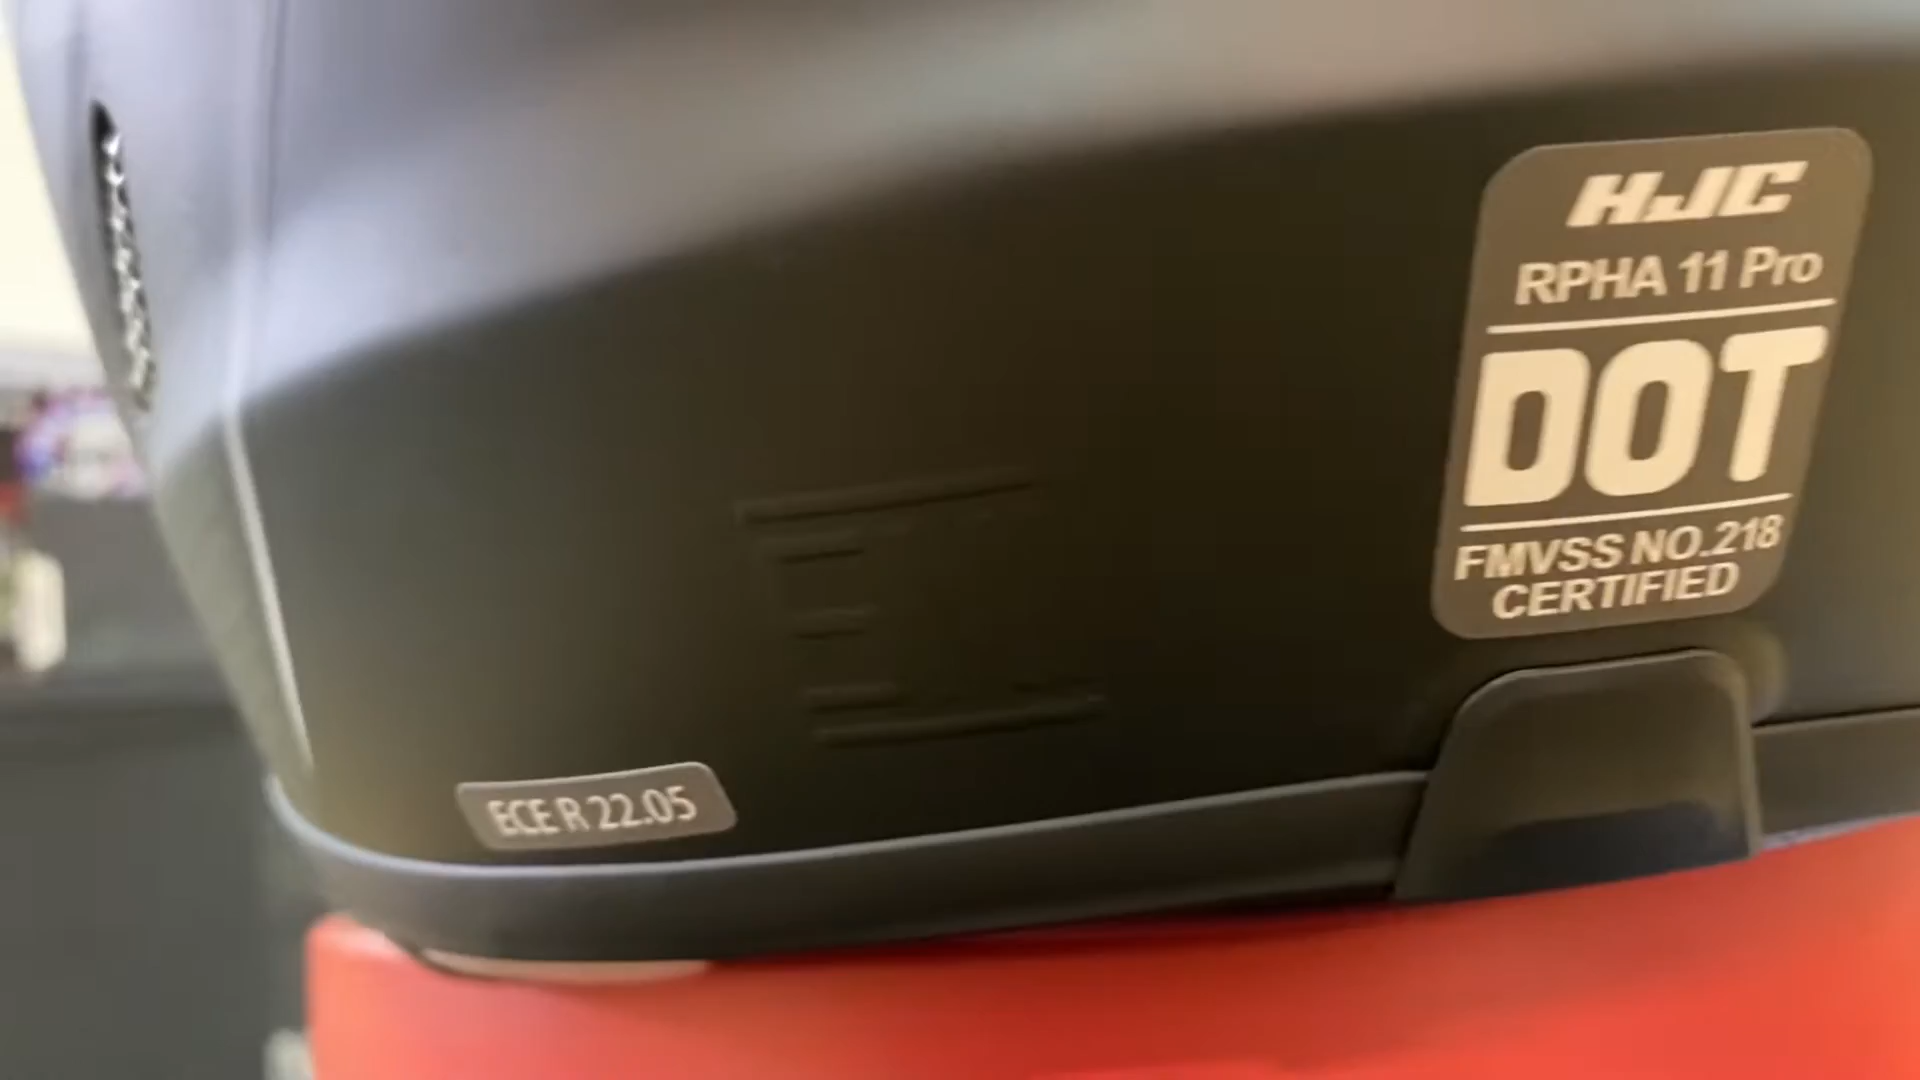 HJC
RPHA 11 Pro
DOT
FMVSS NO.218
CERTIFIED
ECE R 22.05